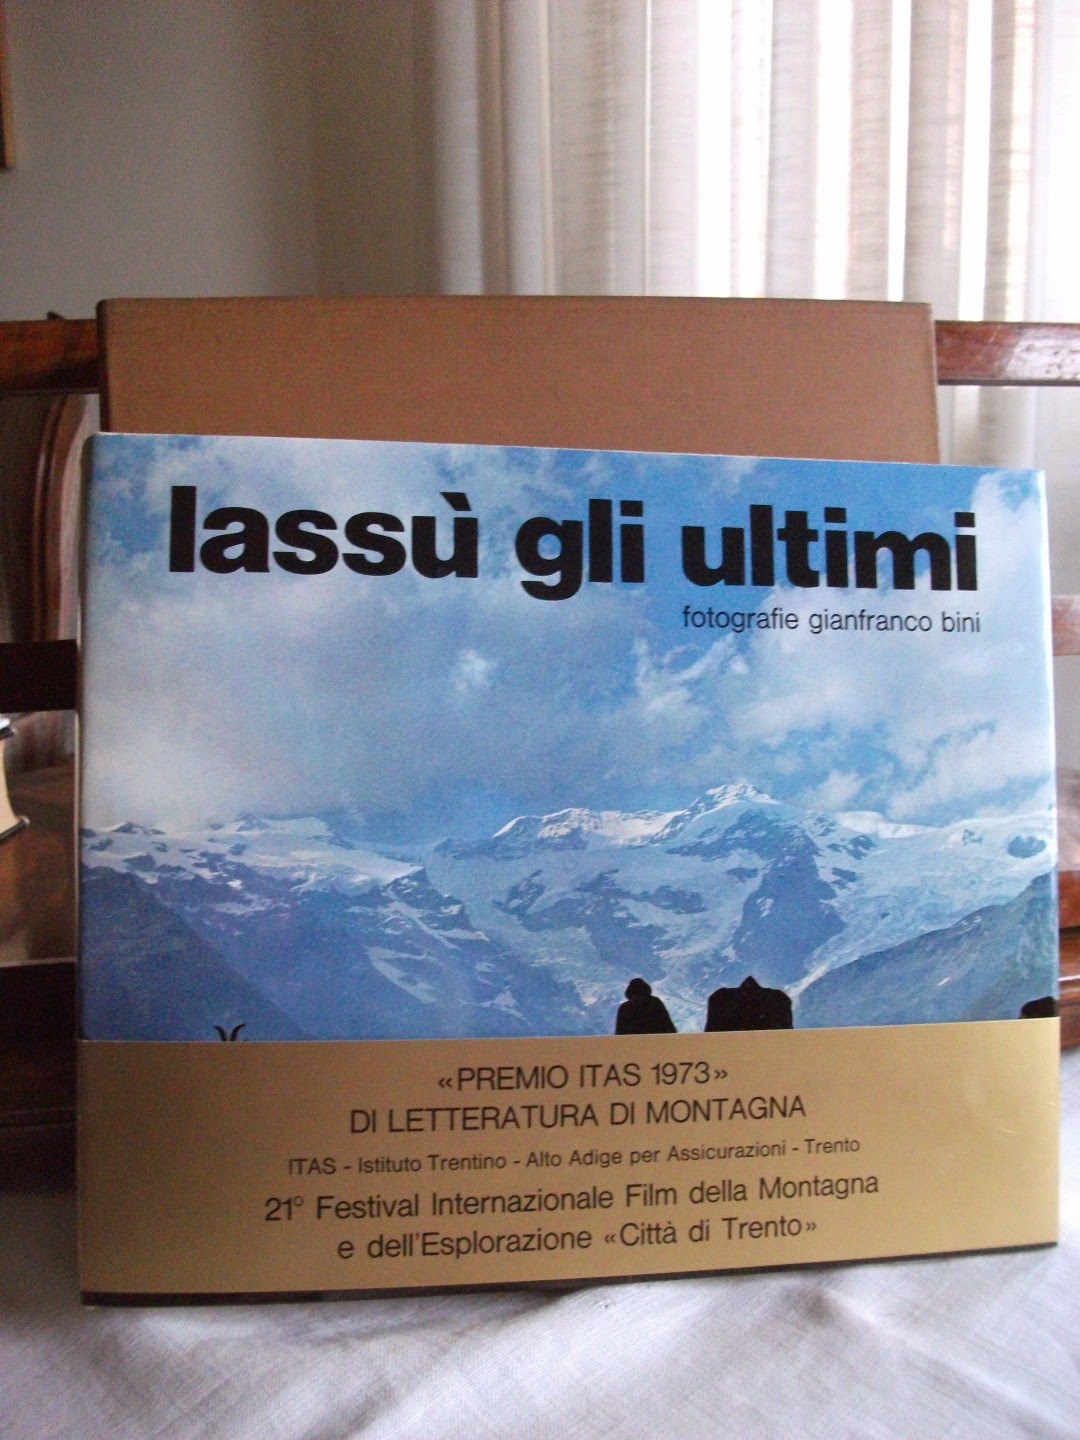 lassù gli ultimi
fotografie gianfranco bini
«PREMIO ITAS 1973»
DI LETTERATURA DI MONTAGNA
ITAS - Istituto Trentino - Alto Adige per Assicurazioni - Trento
21° Festival Internazionale Film della Montagna
e dell'Esplorazione «Città di Trento»